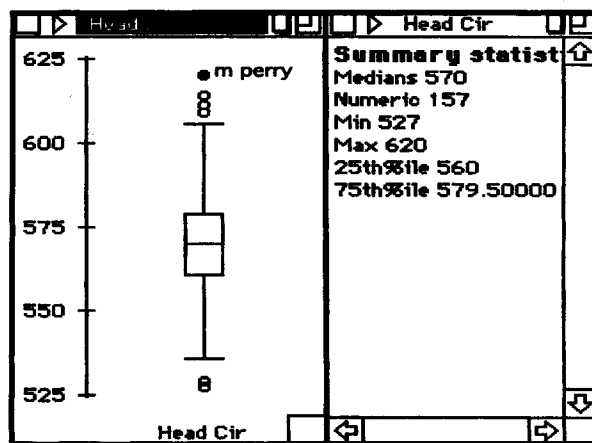 Head
625
m perry
600
575
550
525
Head Cir
Head Cir
Summary statist
Medians 570
Numeric 157
Min 527
Max 620
25th%ile 560
75th%ile 579.50000